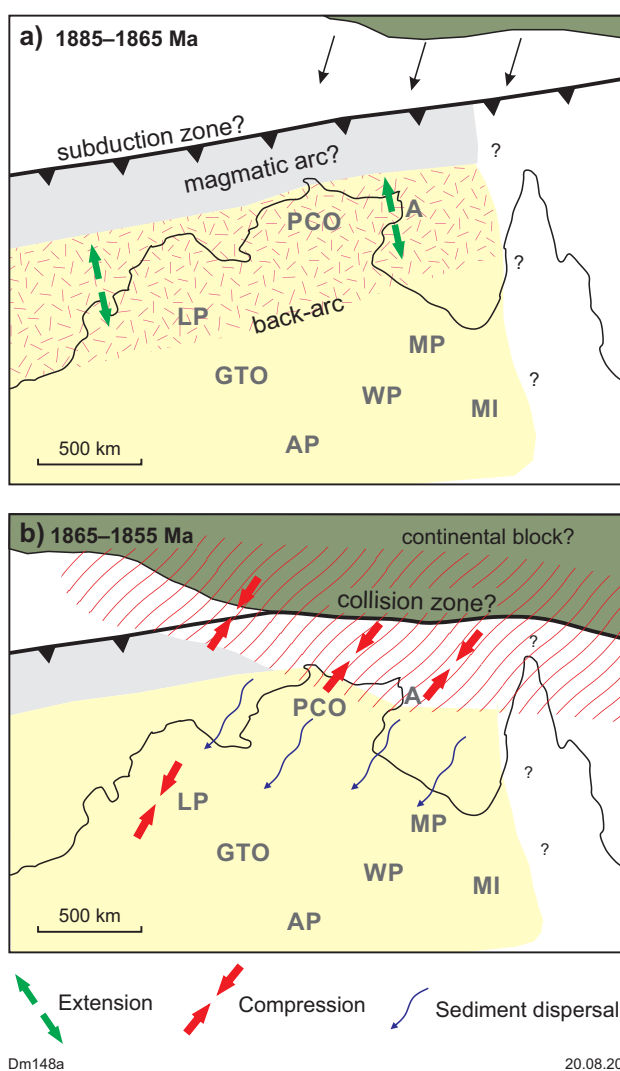 a) 1885–1865 Ma
subduction zone?
magmatic arc?
?
PCO
A
?
LP
back-arc
MP
GTO
WP
MI
?
AP
500 km
b) 1865–1855 Ma
continental block?
collision zone?
?
PCO
A
?
LP
MP
GTO
WP
MI
?
AP
500 km
Extension
Compression
Sediment dispersal
Dm148a
20.08.20